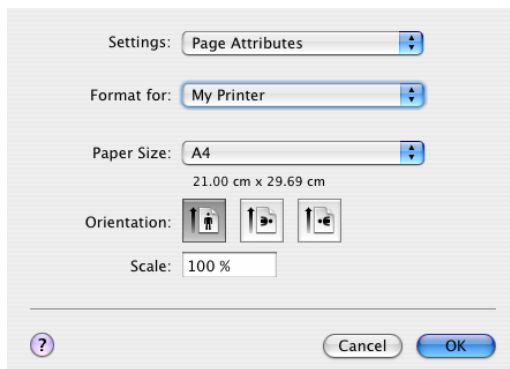 Settings: Page Attributes
Format for: My Printer
Paper Size: A4
21.00 cm x 29.69 cm
Orientation:
Scale: 100 %
? Cancel OK